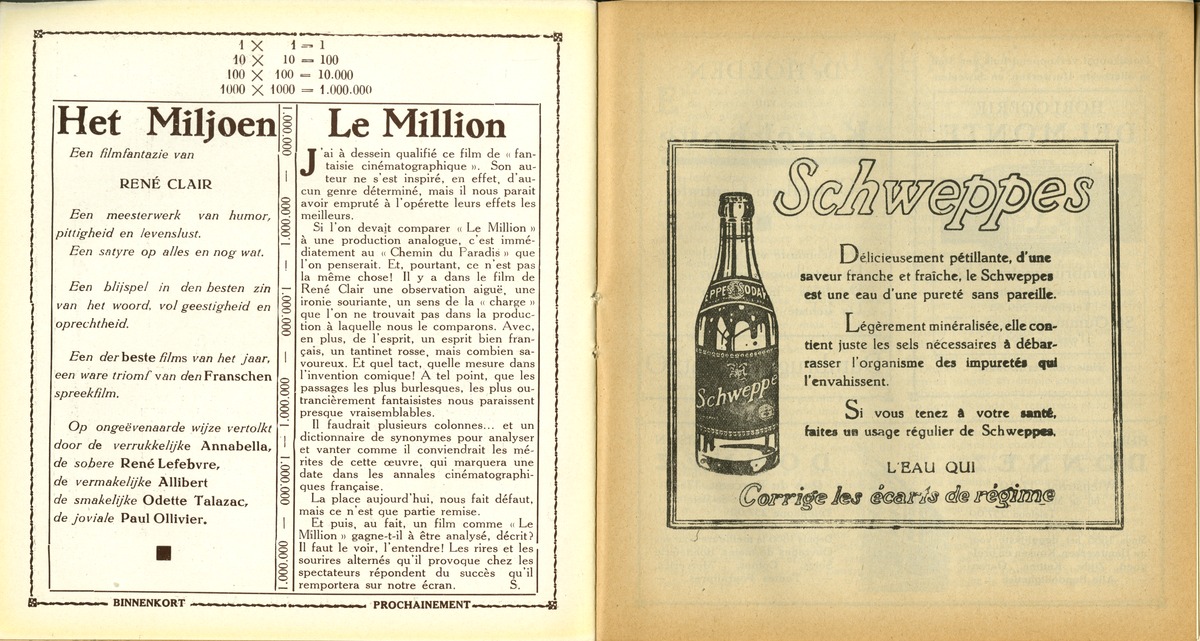 1 × 1 = 1
10 × 10 = 100
100 × 100 = 10.000
1000 × 1000 = 1.000.000
Het Miljoen
Een filmfantazie van
RENÉ CLAIR
Een meesterwerk van humor,
pittigheid en levenslust.
Een satyre op alles en nog wat.
Een blijspel in den besten zin
van het woord, vol geestigheid en
oprechtheid.
Een der beste films van het jaar,
een ware triomf van den Franschen
spreekfilm.
Op ongeëvenaarde wijze vertolkt
door de verrukkelijke Annabella,
de sobere René Lefebvre,
de vermakelijke Allibert
de smakelijke Odette Talazac,
de joviale Paul Ollivier.
1.000.000 — 1.000.000 — 1.000.000 — 1.000.000 — 1.000.000 — 1.000.000
Le Million
J'ai à dessein qualifié ce film de « fan-
taisie cinématographique ». Son au-
teur ne s'est inspiré, en effet, d'au-
cun genre déterminé, mais il nous parait
avoir empruté à l'opérette leurs effets les
meilleurs.
Si l'on devait comparer « Le Million »
à une production analogue, c'est immé-
diatement au « Chemin du Paradis » que
l'on penserait. Et, pourtant, ce n'est pas
la même chose! Il y a dans le film de
René Clair une observation aiguë, une
ironie souriante, un sens de la « charge »
que l'on ne trouvait pas dans la produc-
tion à laquelle nous le comparons. Avec,
en plus, de l'esprit, un esprit bien fran-
çais, un tantinet rosse, mais combien sa-
voureux. Et quel tact, quelle mesure dans
l'invention comique! A tel point, que les
passages les plus burlesques, les plus ou-
trancièrement fantaisistes nous paraissent
presque vraisemblables.
Il faudrait plusieurs colonnes... et un
dictionnaire de synonymes pour analyser
et vanter comme il conviendrait les mé-
rites de cette œuvre, qui marquera une
date dans les annales cinématographi-
ques française.
La place aujourd'hui, nous fait défaut,
mais ce n'est que partie remise.
Et puis, au fait, un film comme « Le
Million » gagne-t-il à être analysé, décrit?
Il faut le voir, l'entendre! Les rires et les
sourires alternés qu'il provoque chez les
spectateurs répondent du succès qu'il
remportera sur notre écran. S.
BINNENKORT
PROCHAINEMENT
Schweppes
Délicieusement pétillante, d'une
saveur franche et fraîche, le Schweppes
est une eau d'une pureté sans pareille.
Légèrement minéralisée, elle con-
tient juste les sels nécessaires à débar-
rasser l'organisme des impuretés qui
l'envahissent.
Si vous tenez à votre santé,
faites un usage régulier de Schweppes.
L'EAU QUI
Corrige les écarts de régime
PPE SODA
Schweppe